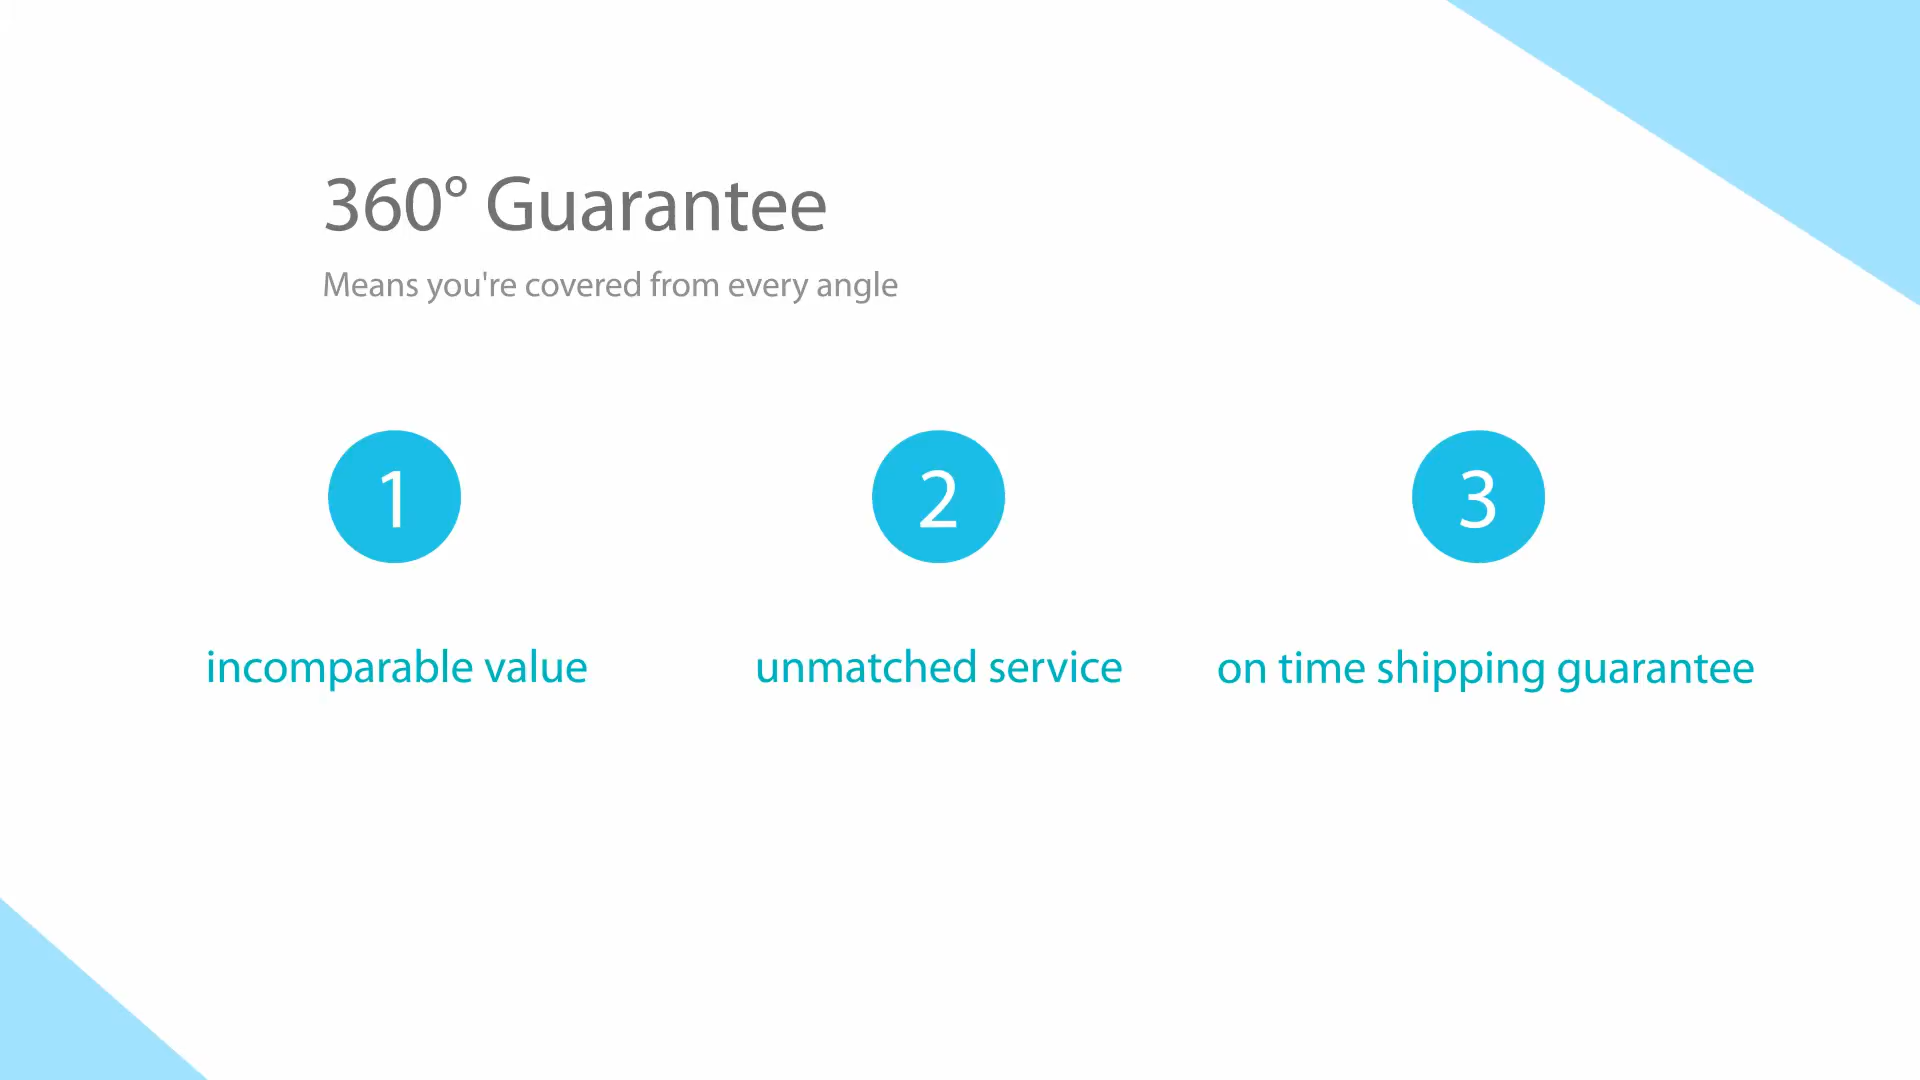 360° Guarantee
Means you're covered from every angle
1
2
3
incomparable value
unmatched service
on time shipping guarantee